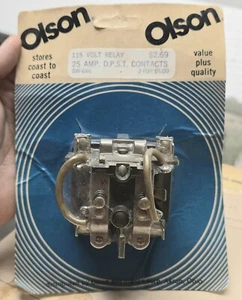 Olson
Olson
stores
coast to
coast
115 VOLT RELAY $2.69
25 AMP. D.P.S.T. CONTACTS
value
plus
quality